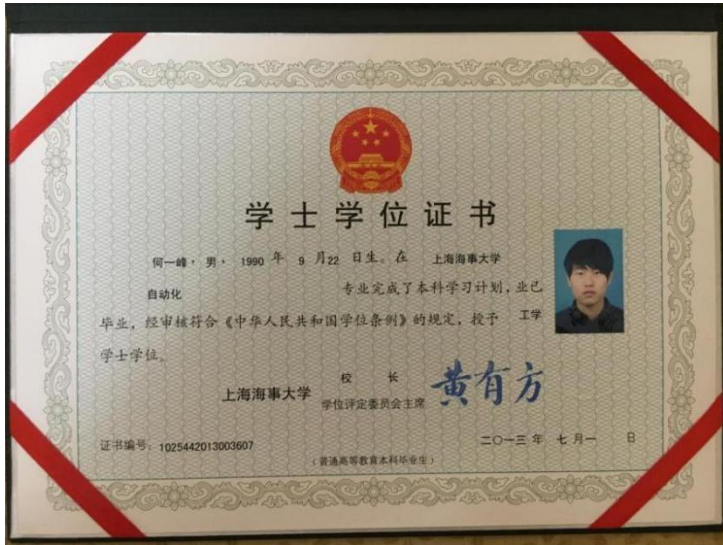 学士学位证书
何一峰，男，1990 年 9 月22 日生。在 上海海事大学
自动化 专业完成了本科学习计划，业已
毕业，经审核符合《中华人民共和国学位条例》的规定，授予 工学
学士学位。
上海海事大学 校长 学位评定委员会主席 黄有方
证书编号：1025442013003607 二〇一三年 七月一 日
（普通高等教育本科毕业生）